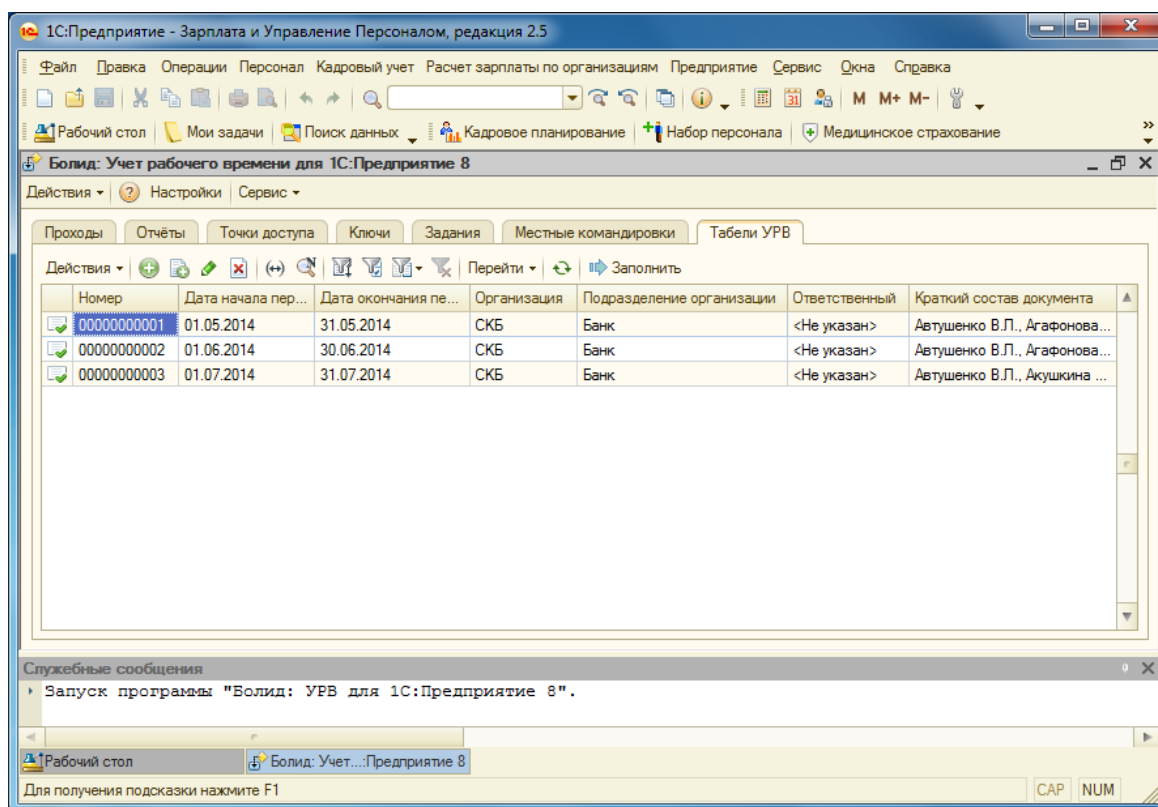 1С:Предприятие - Зарплата и Управление Персоналом, редакция 2.5
Файл Правка Операции Персонал Кадровый учет Расчет зарплаты по организациям Предприятие Сервис Окна Справка
M M+ M-
Рабочий стол Мои задачи Поиск данных Кадровое планирование Набор персонала Медицинское страхование
Болид: Учет рабочего времени для 1С:Предприятие 8
Действия Настройки Сервис
Проходы Отчёты Точки доступа Ключи Задания Местные командировки Табели УРВ
Действия Перейти Заполнить
Номер Дата начала пер... Дата окончания пе... Организация Подразделение организации Ответственный Краткий состав документа
00000000001 01.05.2014 31.05.2014 СКБ Банк <Не указан> Автушенко В.П., Агафонова...
00000000002 01.06.2014 30.06.2014 СКБ Банк <Не указан> Автушенко В.П., Агафонова...
00000000003 01.07.2014 31.07.2014 СКБ Банк <Не указан> Автушенко В.П., Акушкина ...
Служебные сообщения
Запуск программы "Болид: УРВ для 1С:Предприятие 8".
Рабочий стол Болид: Учет...:Предприятие 8
Для получения подсказки нажмите F1 CAP NUM